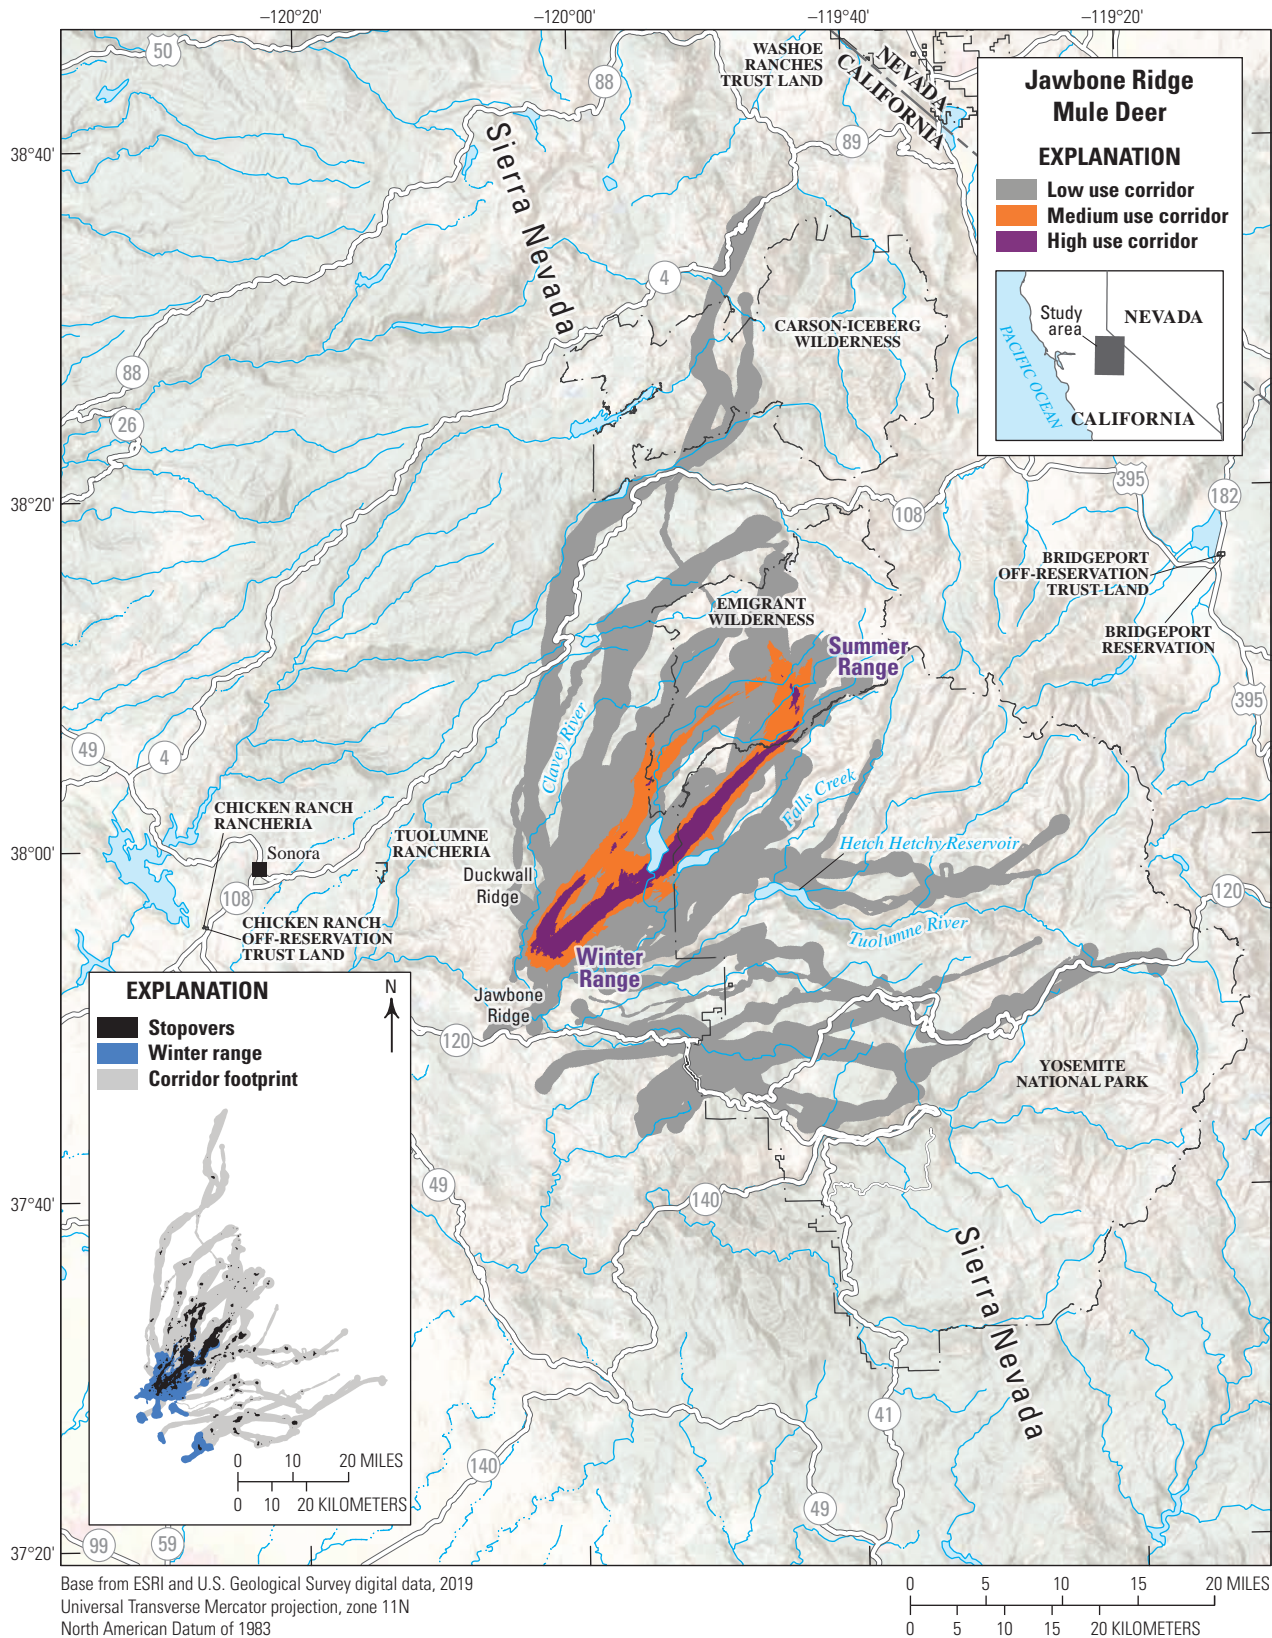 –120°20'
–120°00'
–119°40'
–119°20'
50
88
WASHOE
RANCHES
TRUST LAND
NEVADA
CALIFORNIA
Jawbone Ridge
Mule Deer
EXPLANATION
Low use corridor
Medium use corridor
High use corridor
Study
area
NEVADA
PACIFIC OCEAN
CALIFORNIA
38°40'
89
Sierra Nevada
4
CARSON-ICEBERG
WILDERNESS
88
26
38°20'
395
182
108
BRIDGEPORT
OFF-RESERVATION
TRUST LAND
EMIGRANT
WILDERNESS
BRIDGEPORT
RESERVATION
Summer
Range
395
49
4
Clavey River
Falls Creek
CHICKEN RANCH
RANCHERIA
TUOLUMNE
RANCHERIA
Hetch Hetchy Reservoir
38°00'
Sonora
Duckwall
Ridge
120
108
CHICKEN RANCH
OFF-RESERVATION
TRUST LAND
Tuolumne River
Winter
Range
Jawbone
Ridge
120
YOSEMITE
NATIONAL PARK
EXPLANATION
N
Stopovers
Winter range
Corridor footprint
37°40'
49
140
Sierra Nevada
41
0 10 20 MILES
0 10 20 KILOMETERS
140
49
99
59
37°20'
Base from ESRI and U.S. Geological Survey digital data, 2019
Universal Transverse Mercator projection, zone 11N
North American Datum of 1983
0 5 10 15 20 MILES
0 5 10 15 20 KILOMETERS